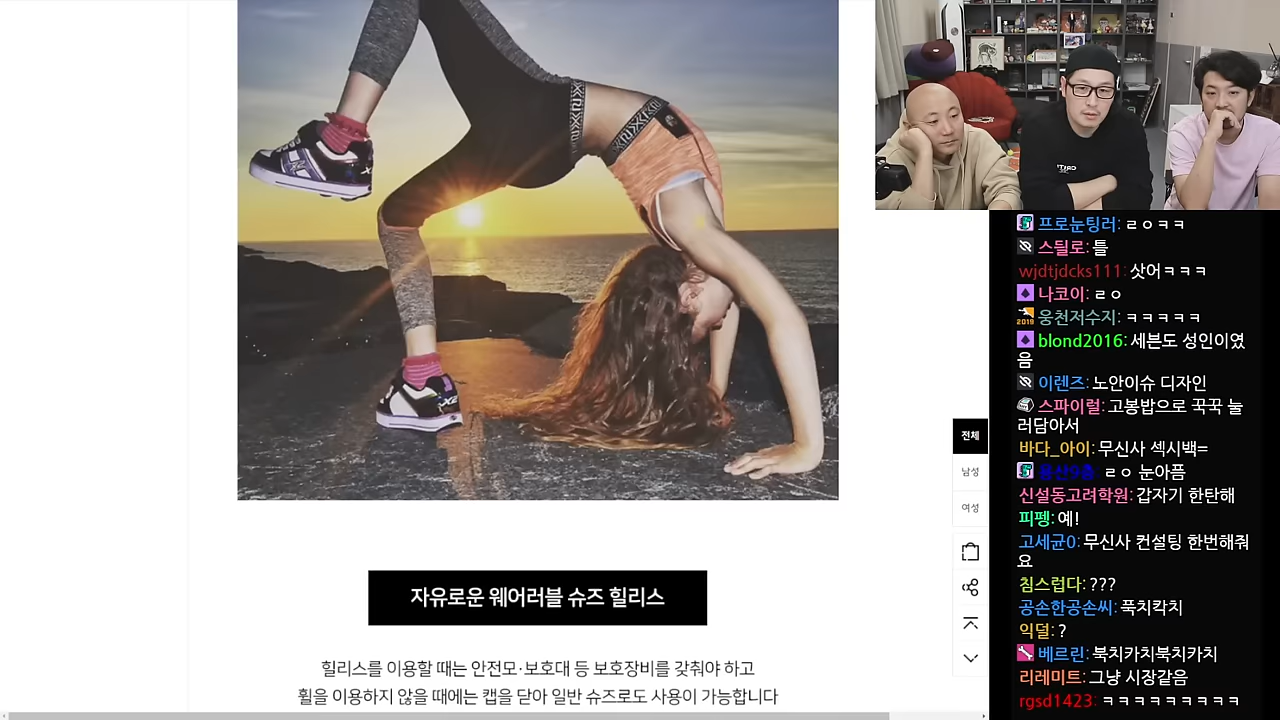 자유로운 웨어러블 슈즈 힐리스
힐리스를 이용할 때는 안전모·보호대 등 보호장비를 갖춰야 하고
휠을 이용하지 않을 때에는 캡을 닫아 일반 슈즈로도 사용이 가능합니다
전체
남성
여성
프로눈팅러: ㄹㅇㅋㅋ
스틸로: 틀
wjdtjdcks111: 삿어ㅋㅋㅋ
나코이: ㄹㅇ
2019 웅천저수지: ㅋㅋㅋㅋㅋ
blond2016: 세븐도 성인이였
음
이렌즈: 노안이슈 디자인
스파이럴: 고봉밥으로 꾹꾹 눌
러담아서
바다_아이: 무신사 섹시백=
용산9층: ㄹㅇ 눈아픔
신설동고려학원: 갑자기 한탄해
피펭: 예!
고세균0: 무신사 컨설팅 한번해줘
요
침스럽다: ???
공손한공손씨: 푹치칵치
익덜: ?
베르린: 북치카치북치카치
리레미트: 그냥 시장같음
rgsd1423: ㅋㅋㅋㅋㅋㅋㅋㅋㅋ